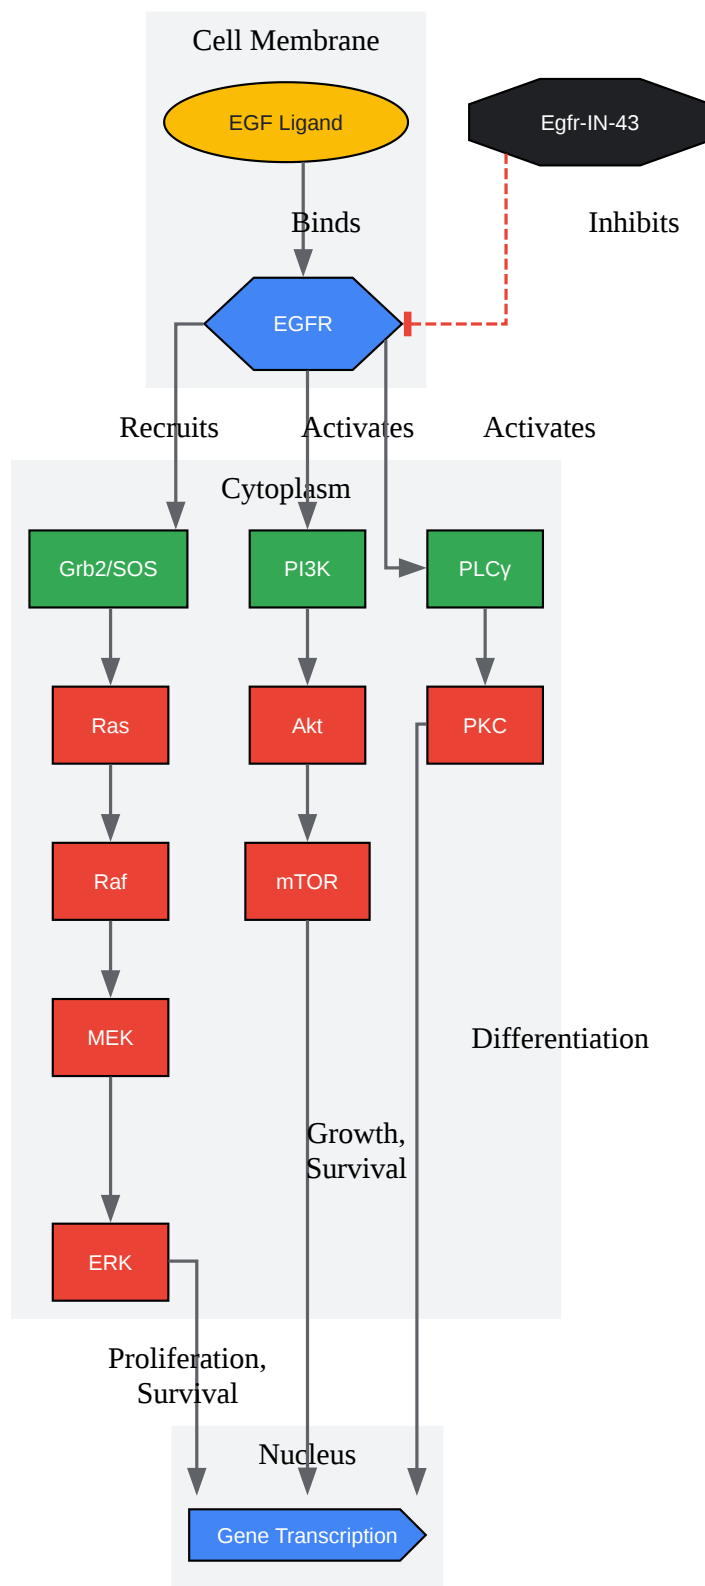 Cell Membrane
EGF Ligand
Egfr-IN-43
Binds
Inhibits
EGFR
Recruits
Activates
Activates
Cytoplasm
Grb2/SOS
PI3K
PLCγ
Ras
Akt
PKC
Raf
mTOR
MEK
Differentiation
Growth,
Survival
ERK
Proliferation,
Survival
Nucleus
Gene Transcription